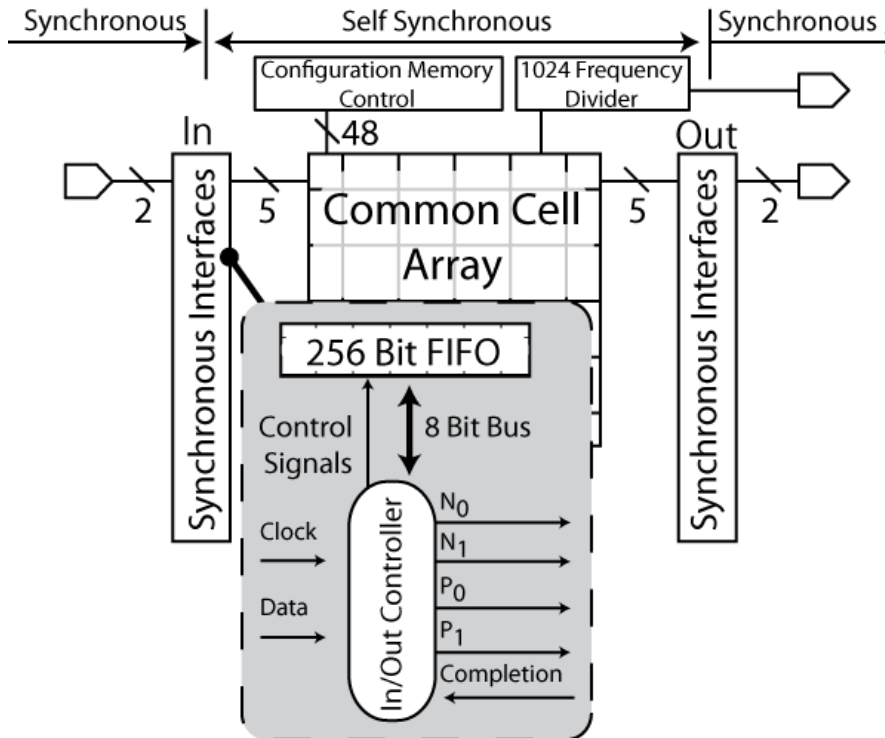 Synchronous
Self Synchronous
Synchronous
Configuration Memory
Control
1024 Frequency
Divider
In
48
Out
2
5
Common Cell
Array
5
2
Synchronous Interfaces
Synchronous Interfaces
256 Bit FIFO
Control
Signals
8 Bit Bus
In/Out Controller
Clock
Data
N0
N1
P0
P1
Completion